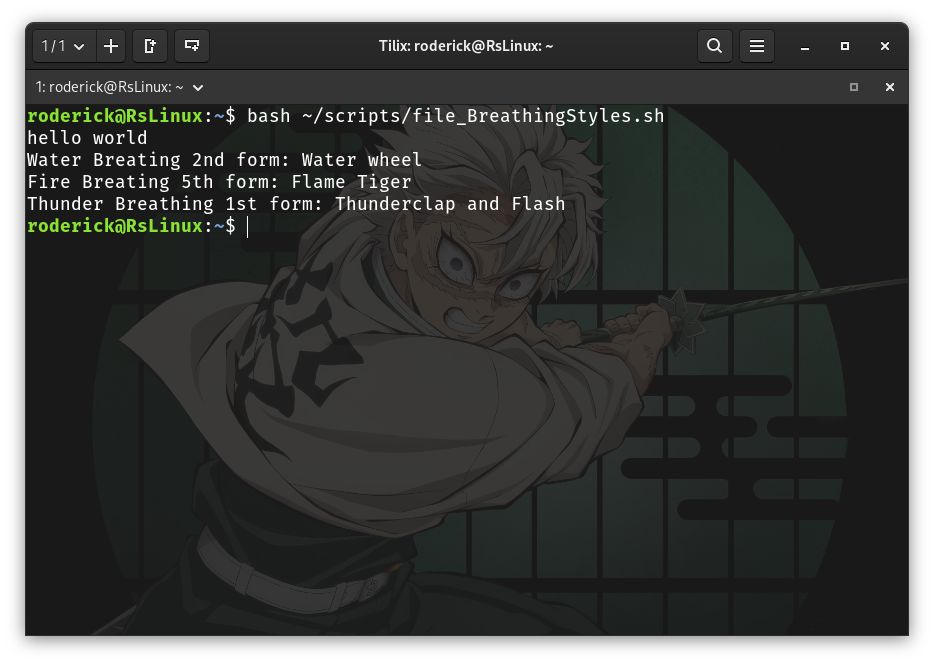 1 / 1
Tilix: roderick@RsLinux: ~
1: roderick@RsLinux: ~
roderick@RsLinux:~$ bash ~/scripts/file_BreathingStyles.sh
hello world
Water Breating 2nd form: Water wheel
Fire Breating 5th form: Flame Tiger
Thunder Breathing 1st form: Thunderclap and Flash
roderick@RsLinux:~$